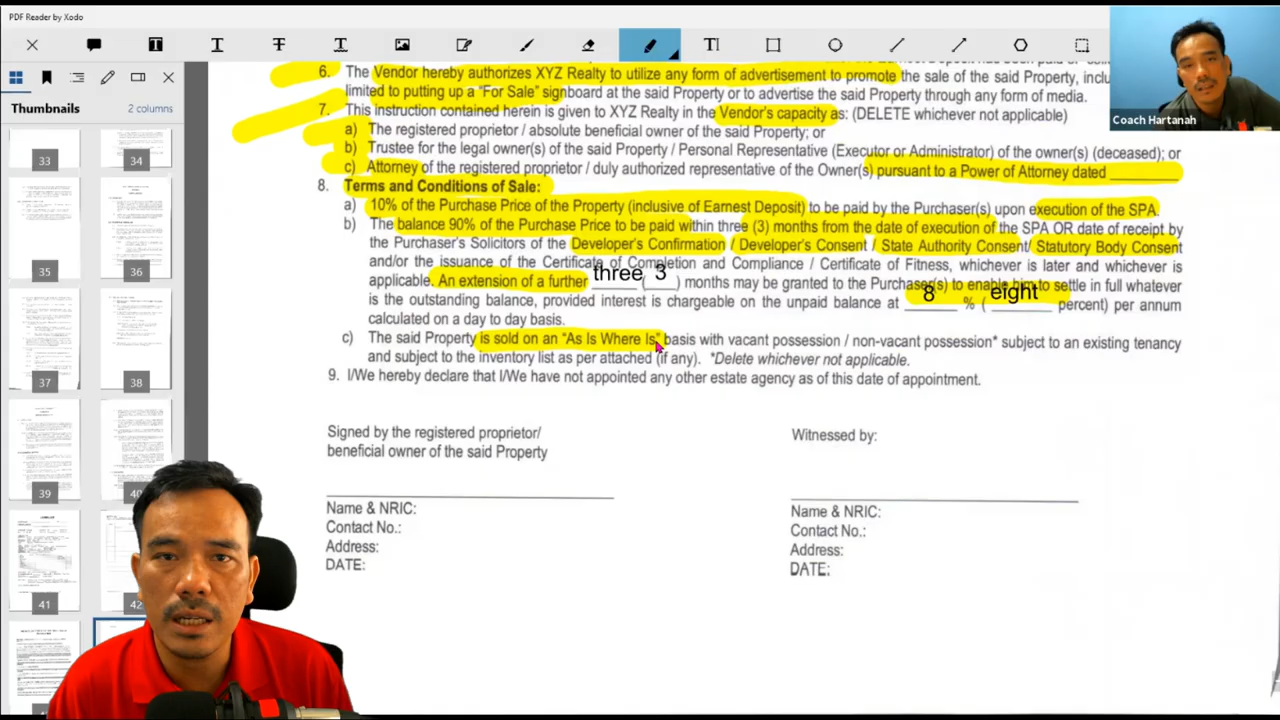 PDF Reader by Xodo
Thumbnails
2 columns
33
34
35
36
37
38
39
40
41
42
Coach Hartanah
6. The Vendor hereby authorizes XYZ Realty to utilize any form of advertisement to promote the sale of the said Property,
limited to putting up a "For Sale" signboard at the said Property or to advertise the said Property through any form of media.
7. This instruction contained herein is given to XYZ Realty in the Vendor's capacity as: (DELETE whichever not applicable)
a) The registered proprietor / absolute beneficial owner of the said Property; or
b) Trustee for the legal owner(s) of the said Property / Personal Representative (Executor or Administrator) of the owner(s) (deceased); or
c) Attorney of the registered proprietor / duly authorized representative of the Owner(s) pursuant to a Power of Attorney dated
8. Terms and Conditions of Sale:
a) 10% of the Purchase Price of the Property (inclusive of Earnest Deposit) to be paid by the Purchaser(s) upon execution of the SPA.
b) The balance 90% of the Purchase Price to be paid within three (3) months from the date of execution of the SPA OR date of receipt by
the Purchaser's Solicitors of the Developer's Confirmation / Developer's Consent / State Authority Consent/ Statutory Body Consent
and/or the issuance of the Certificate of Completion and Compliance / Certificate of Fitness, whichever is later and whichever is
applicable. An extension of a further three (3) months may be granted to the Purchaser(s) to enable him to settle in full whatever
is the outstanding balance, provided interest is chargeable on the unpaid balance at 8 % ( eight percent) per annum
calculated on a day to day basis.
c) The said Property is sold on an "As Is Where Is" basis with vacant possession / non-vacant possession* subject to an existing tenancy
and subject to the inventory list as per attached (if any). *Delete whichever not applicable.
9. I/We hereby declare that I/We have not appointed any other estate agency as of this date of appointment.
Signed by the registered proprietor/
beneficial owner of the said Property
Witnessed by:
Name & NRIC:
Contact No.:
Address:
DATE:
Name & NRIC:
Contact No.:
Address:
DATE: